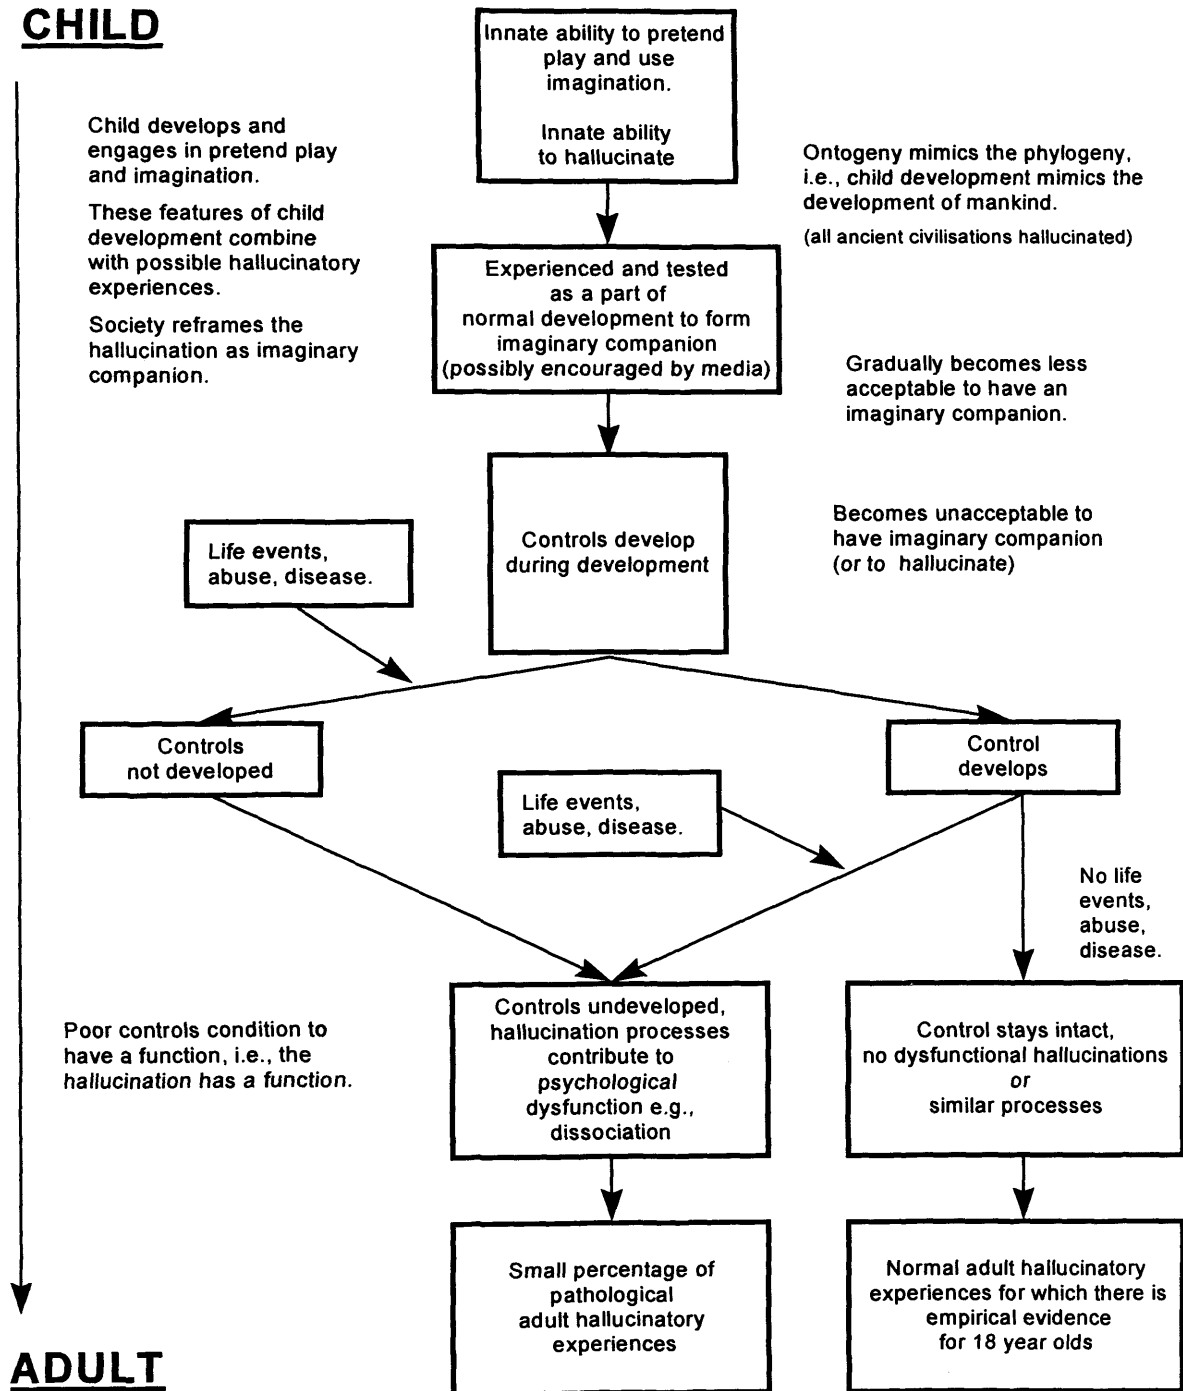 CHILD
Innate ability to pretend
play and use
imagination.
Innate ability
to hallucinate
Child develops and
engages in pretend play
and imagination.
These features of child
development combine
with possible hallucinatory
experiences.
Society reframes the
hallucination as imaginary
companion.
Ontogeny mimics the phylogeny,
i.e., child development mimics the
development of mankind.
(all ancient civilisations hallucinated)
Experienced and tested
as a part of
normal development to form
imaginary companion
(possibly encouraged by media)
Gradually becomes less
acceptable to have an
imaginary companion.
Controls develop
during development
Becomes unacceptable to
have imaginary companion
(or to hallucinate)
Life events,
abuse, disease.
Controls
not developed
Control
develops
Life events,
abuse, disease.
No life
events,
abuse,
disease.
Poor controls condition to
have a function, i.e., the
hallucination has a function.
Controls undeveloped,
hallucination processes
contribute to
psychological
dysfunction e.g.,
dissociation
Control stays intact,
no dysfunctional hallucinations
or
similar processes
Small percentage of
pathological
adult hallucinatory
experiences
Normal adult hallucinatory
experiences for which there is
empirical evidence
for 18 year olds
ADULT